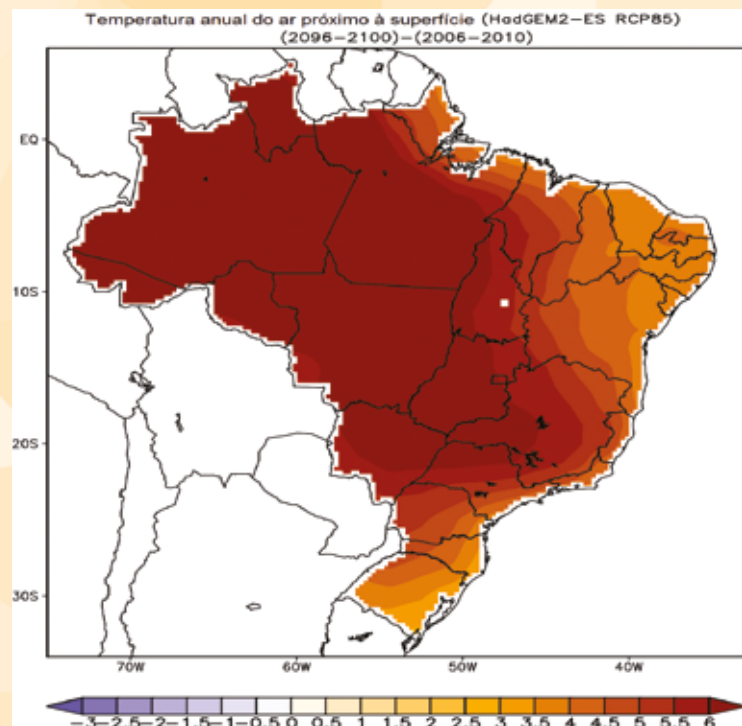 Temperatura anual do ar próximo à superfície (HadGEM2-ES RCP85)
(2096-2100)-(2006-2010)
EQ
10S
20S
30S
70W 60W 50W 40W
-3 -2.5 -2 -1.5 -1 -0.5 0 0.5 1 1.5 2 2.5 3 3.5 4 4.5 5 5.5 6